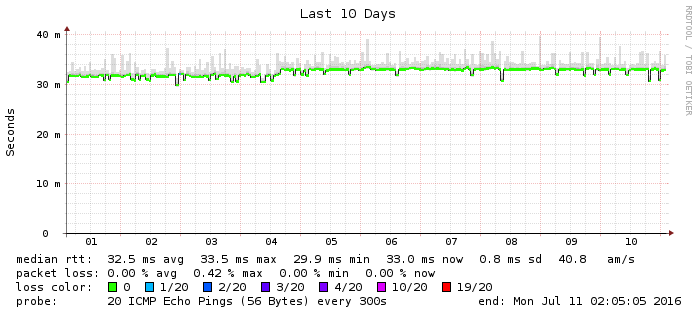 Last 10 Days
RRDTOOL / TOBI OETIKER
Seconds
40 m
30 m
20 m
10 m
0
01 02 03 04 05 06 07 08 09 10
median rtt: 32.5 ms avg 33.5 ms max 29.9 ms min 33.0 ms now 0.8 ms sd 40.8 am/s
packet loss: 0.00 % avg 0.42 % max 0.00 % min 0.00 % now
loss color: 0 1/20 2/20 3/20 4/20 10/20 19/20
probe: 20 ICMP Echo Pings (56 Bytes) every 300s end: Mon Jul 11 02:05:05 2016